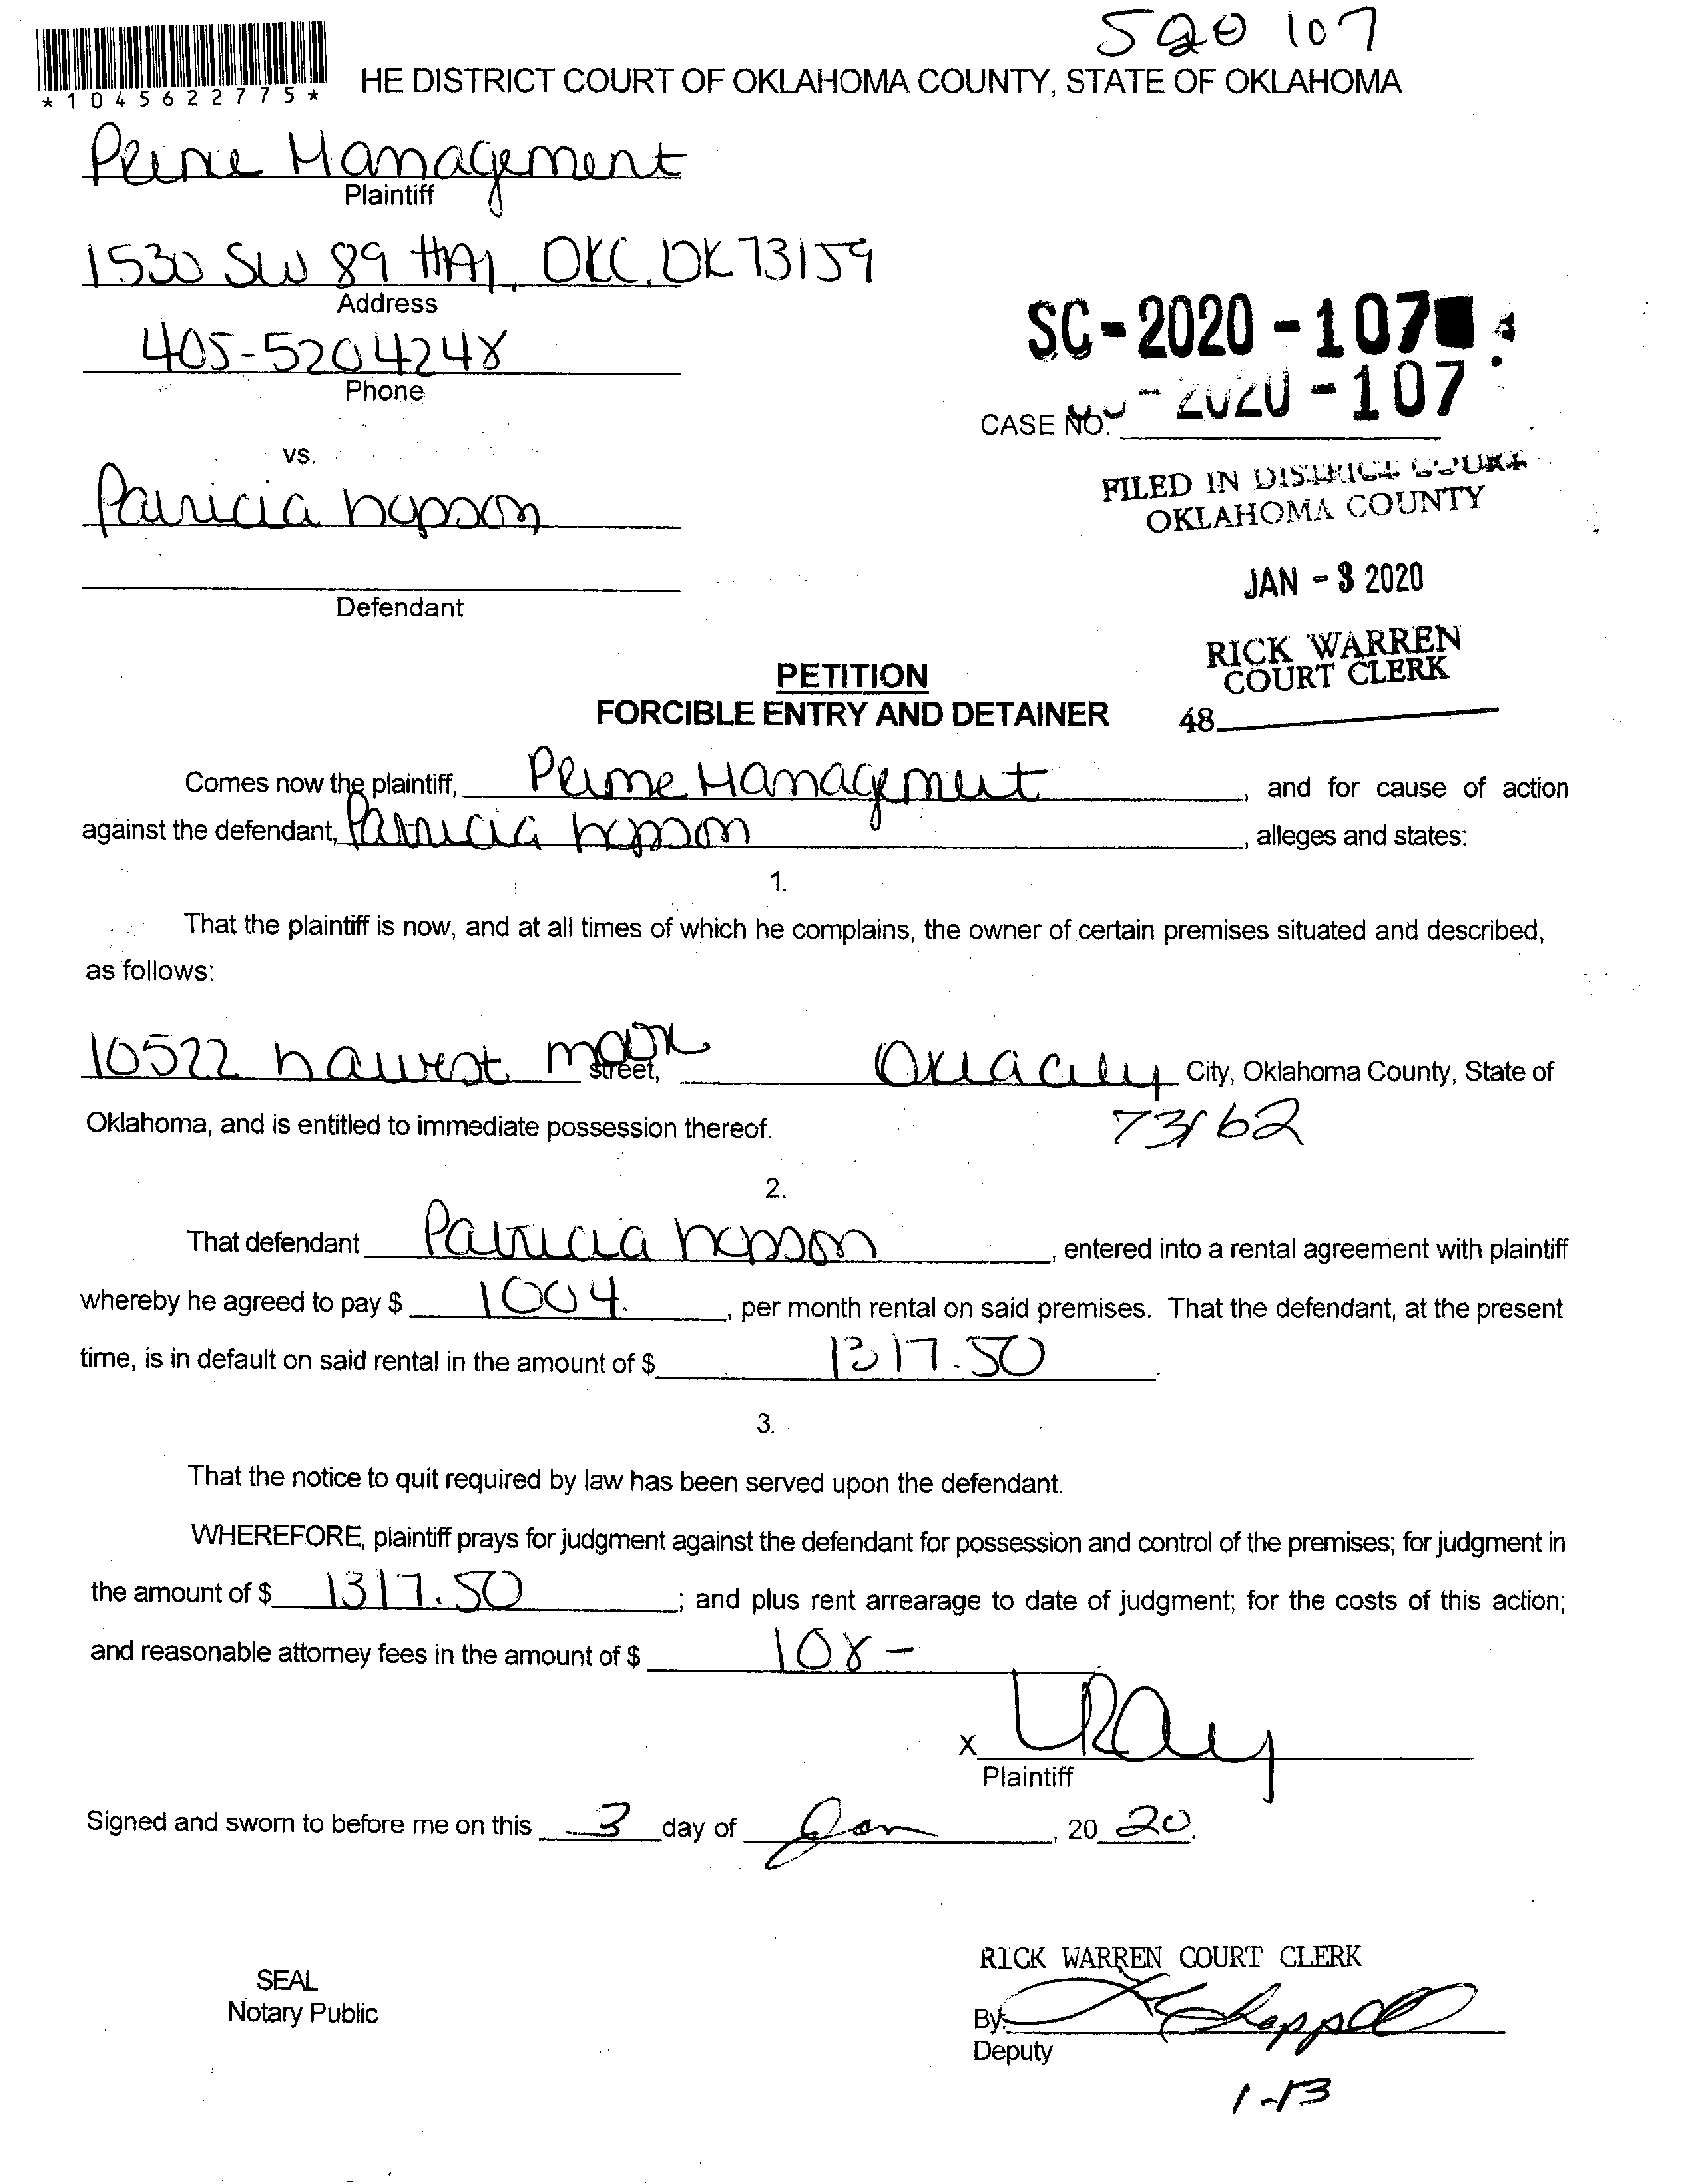 SC20 107
*1045622775*
HE DISTRICT COURT OF OKLAHOMA COUNTY, STATE OF OKLAHOMA
Prime Management
Plaintiff
1530 SW 89 #A1, OKC, OK 73159
Address
405-520 4248
Phone
SC-2020-107
-2020-107
CASE NO.
vs.
Patricia hopson
Defendant
FILED IN DISTRICT COURT
OKLAHOMA COUNTY
JAN - 3 2020
RICK WARREN
COURT CLERK
48
PETITION
FORCIBLE ENTRY AND DETAINER
Comes now the plaintiff, Prime Management, and for cause of action
against the defendant, Patricia hopson, alleges and states:
1.
That the plaintiff is now, and at all times of which he complains, the owner of certain premises situated and described,
as follows:
10522 harvest moon street, Okla city City, Oklahoma County, State of
Oklahoma, and is entitled to immediate possession thereof. 73162
2.
That defendant Patricia hopson, entered into a rental agreement with plaintiff
whereby he agreed to pay $ 1004., per month rental on said premises. That the defendant, at the present
time, is in default on said rental in the amount of $ 1317.50.
3.
That the notice to quit required by law has been served upon the defendant.
WHEREFORE, plaintiff prays for judgment against the defendant for possession and control of the premises; for judgment in
the amount of $ 1317.50; and plus rent arrearage to date of judgment; for the costs of this action;
and reasonable attorney fees in the amount of $ 108-
X LRay
Plaintiff
Signed and sworn to before me on this 3 day of Jan, 20 20.
RICK WARREN COURT CLERK
SEAL
Notary Public
By: Chappell
Deputy
1-13